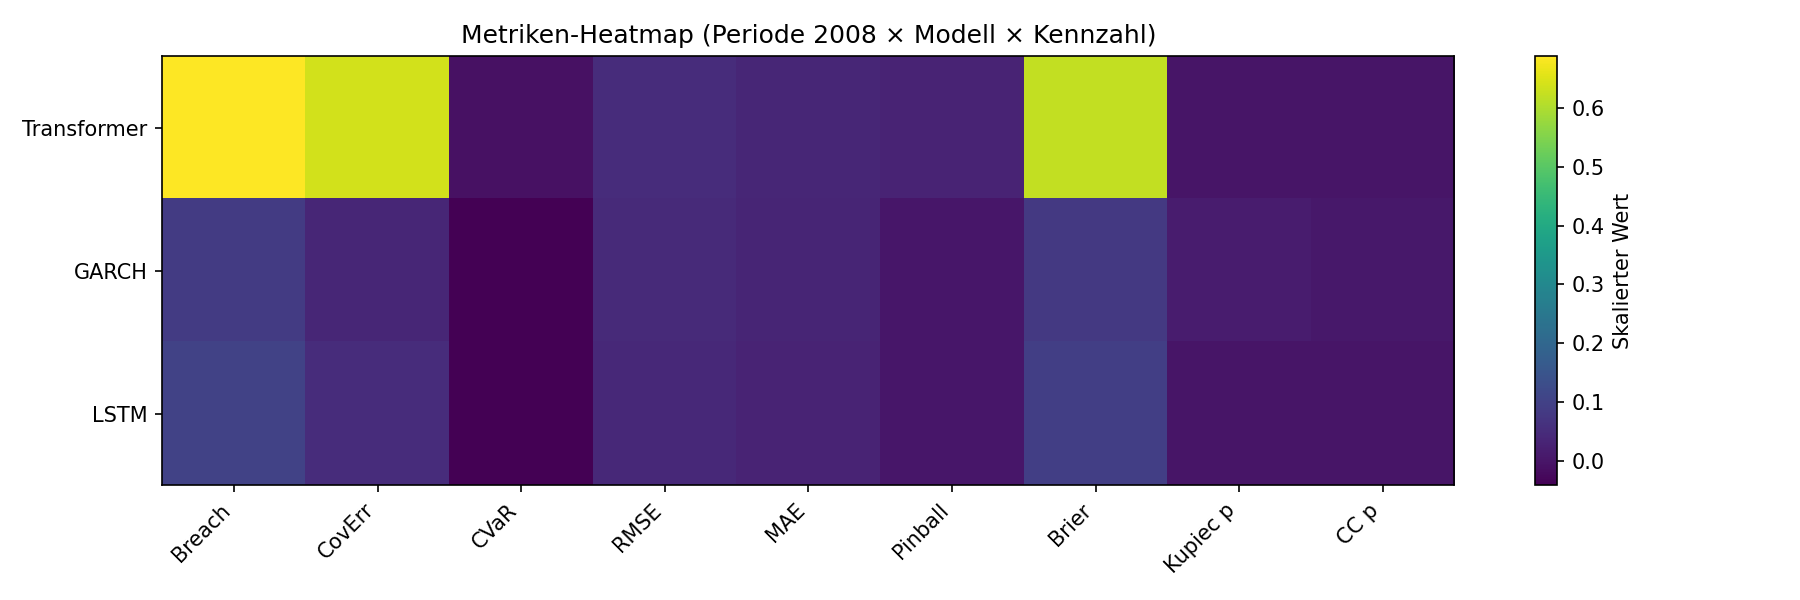 Metriken-Heatmap (Periode 2008 × Modell × Kennzahl)
Transformer
GARCH
LSTM
Breach
CovErr
CVaR
RMSE
MAE
Pinball
Brier
Kupiec p
CC p
0.6
0.5
0.4
0.3
0.2
0.1
0.0
Skalierter Wert